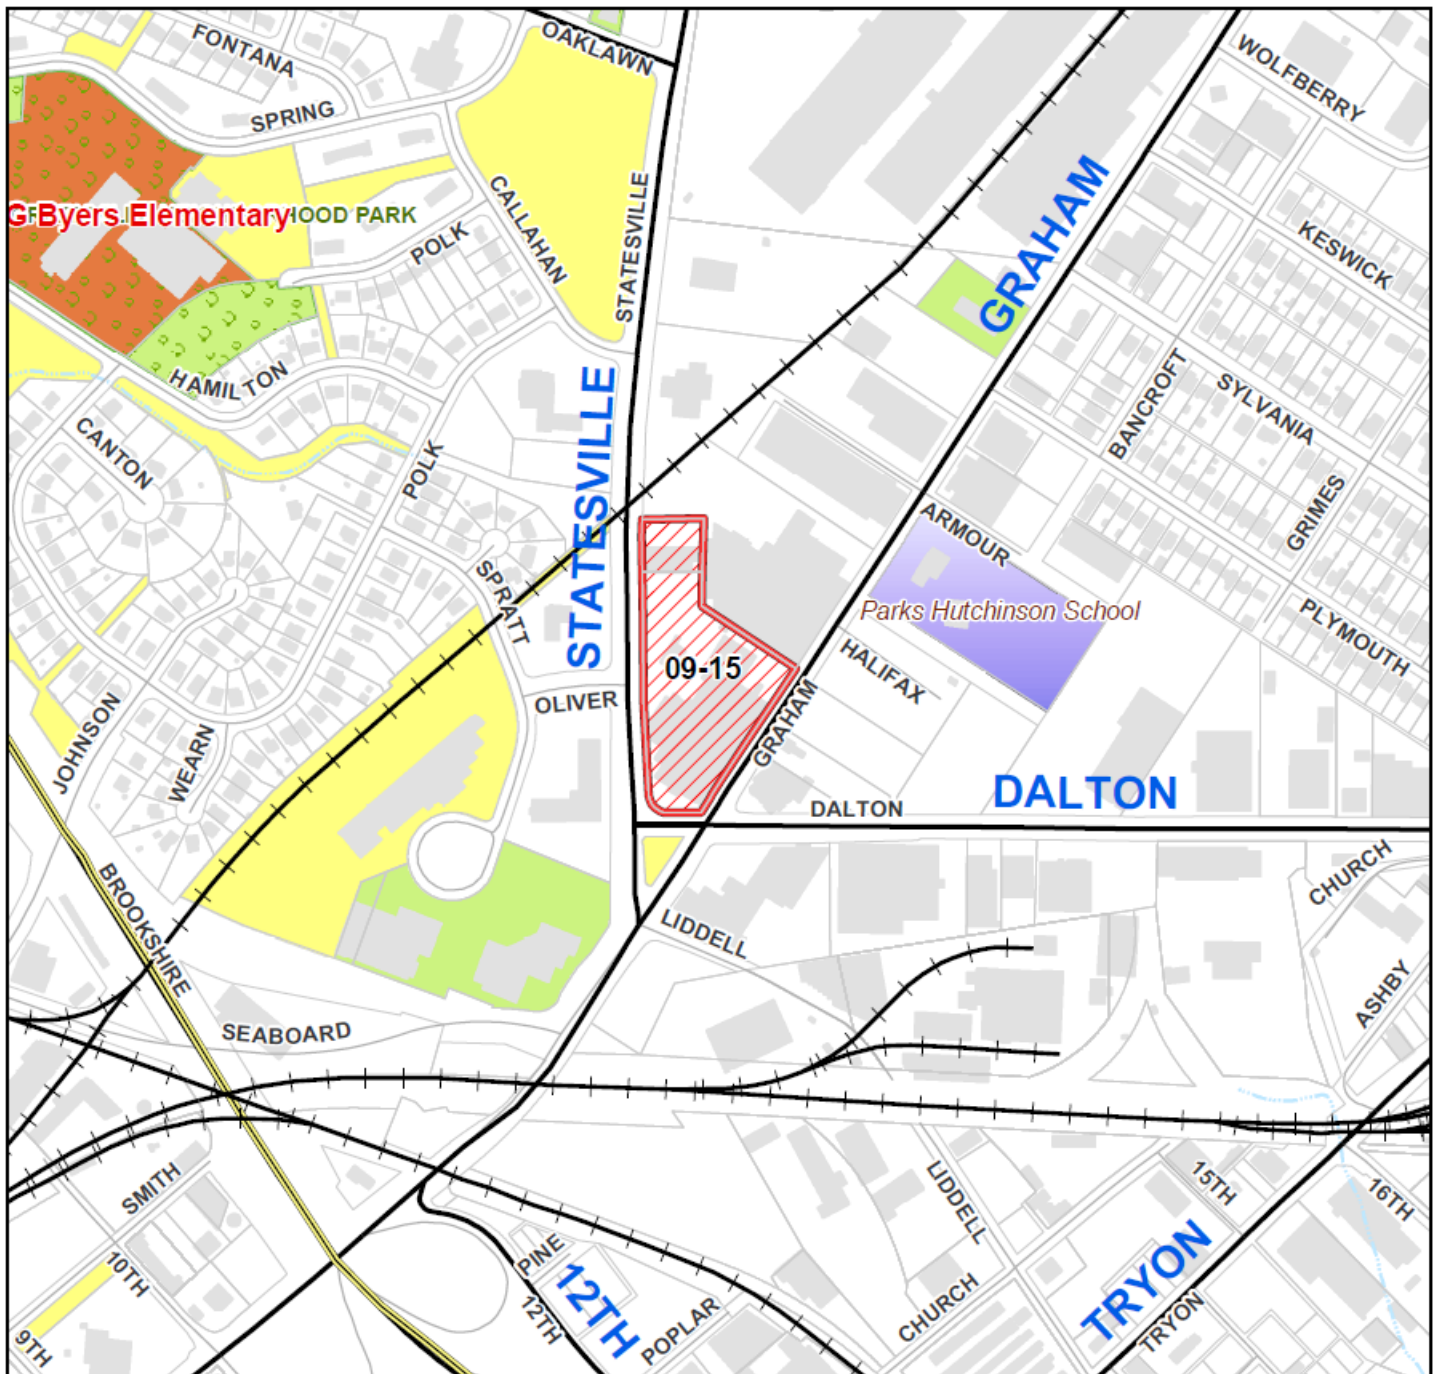 OAKLAWN
FONTANA
WOLFBERRY
SPRING
GRAHAM
CALLAHAN
STATESVILLE
G Byers Elementary
HOOD PARK
POLK
KESWICK
HAMILTON
BANCROFT
SYLVANIA
STATESVILLE
CANTON
POLK
GRIMES
ARMOUR
SPRATT
Parks Hutchinson School
PLYMOUTH
09-15
HALIFAX
OLIVER
JOHNSON
WEARN
GRAHAM
DALTON
DALTON
BROOKSHIRE
CHURCH
LIDDELL
ASHBY
SEABOARD
SMITH
LIDDELL
15TH
16TH
10TH
PINE
12TH
12TH
TRYON
9TH
POPLAR
CHURCH
TRYON